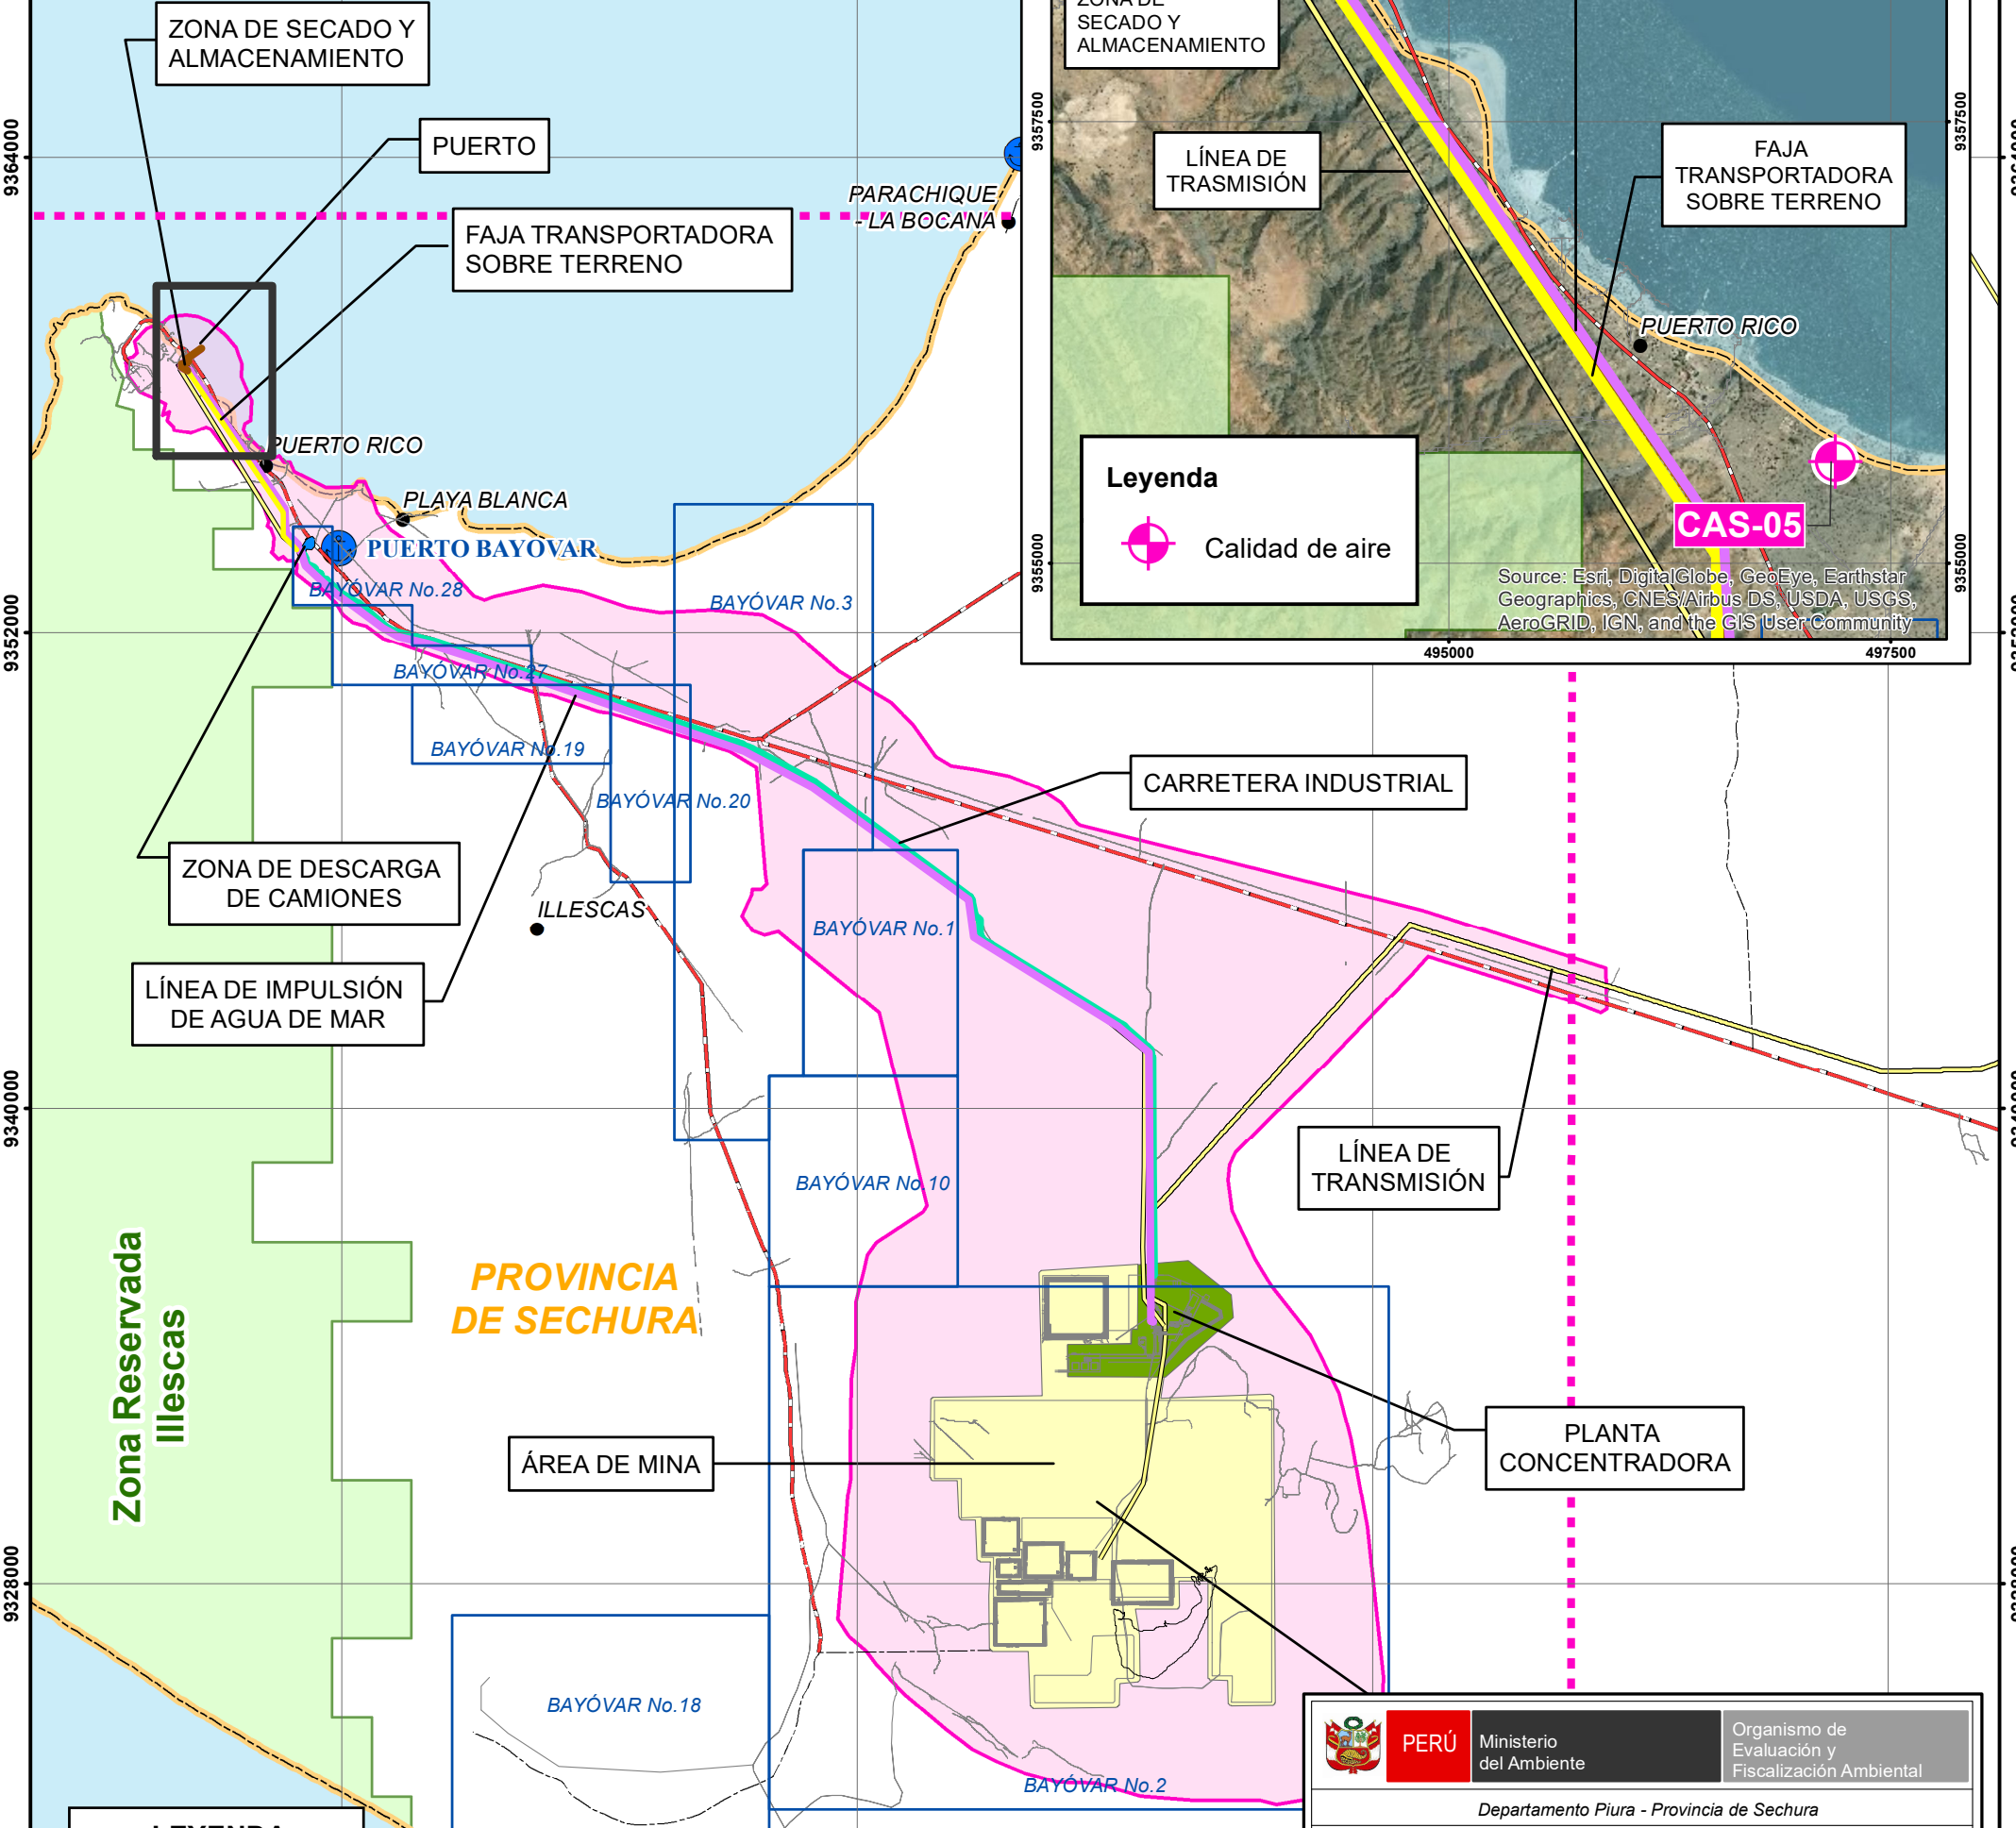 ZONA DE SECADO Y
ALMACENAMIENTO
PUERTO
FAJA TRANSPORTADORA
SOBRE TERRENO
PARACHIQUE
- LA BOCANA
PUERTO RICO
PLAYA BLANCA
PUERTO BAYOVAR
BAYÓVAR No.28
BAYÓVAR No.3
BAYÓVAR No.27
BAYÓVAR No.19
BAYÓVAR No.20
CARRETERA INDUSTRIAL
ZONA DE DESCARGA
DE CAMIONES
ILLESCAS
BAYÓVAR No.1
LÍNEA DE IMPULSIÓN
DE AGUA DE MAR
LÍNEA DE
TRANSMISIÓN
BAYÓVAR No.10
PROVINCIA
DE SECHURA
Zona Reservada
Illescas
ÁREA DE MINA
PLANTA
CONCENTRADORA
BAYÓVAR No.18
BAYÓVAR No.2
9364000
9352000
9340000
9328000
ZONA DE
SECADO Y
ALMACENAMIENTO
LÍNEA DE
TRASMISIÓN
FAJA
TRANSPORTADORA
SOBRE TERRENO
PUERTO RICO
Leyenda
Calidad de aire
CAS-05
Source: Esri, DigitalGlobe, GeoEye, Earthstar
Geographics, CNES/Airbus DS, USDA, USGS,
AeroGRID, IGN, and the GIS User Community
9357500
9355000
9357500
9355000
495000
497500
PERÚ
Ministerio
del Ambiente
Organismo de
Evaluación y
Fiscalización Ambiental
Departamento Piura - Provincia de Sechura